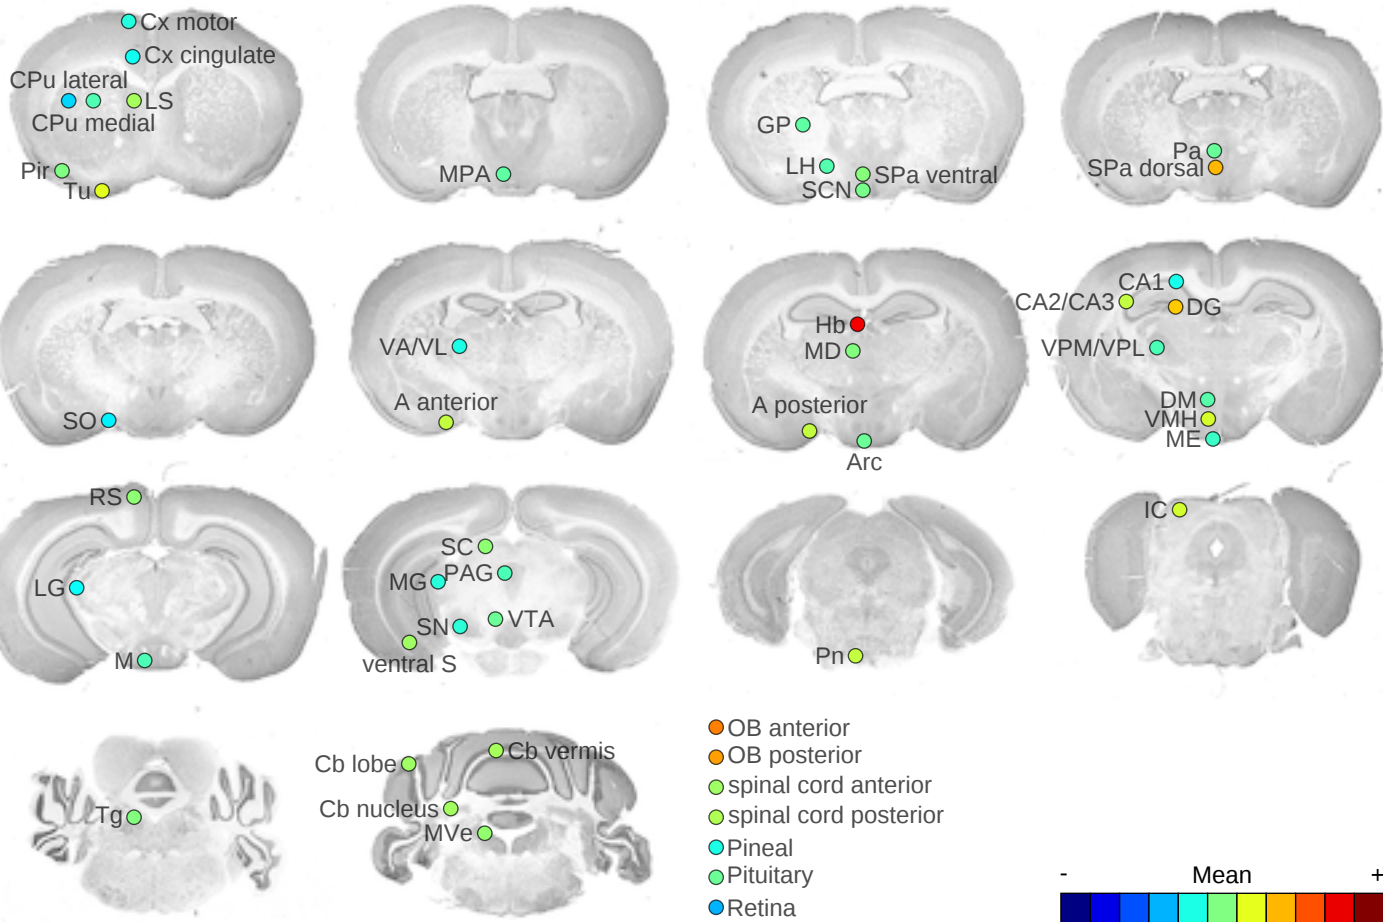 Cx motor
Cx cingulate
CPu lateral
LS
CPu medial
Pir
Tu
MPA
GP
LH
SPa ventral
SCN
Pa
SPa dorsal
SO
VA/VL
A anterior
Hb
MD
A posterior
Arc
CA1
CA2/CA3
DG
VPM/VPL
DM
VMH
ME
RS
LG
M
SC
MG
PAG
SN
VTA
ventral S
Pn
IC
Tg
Cb lobe
Cb vermis
Cb nucleus
MVe
OB anterior
OB posterior
spinal cord anterior
spinal cord posterior
Pineal
Pituitary
Retina
- Mean +